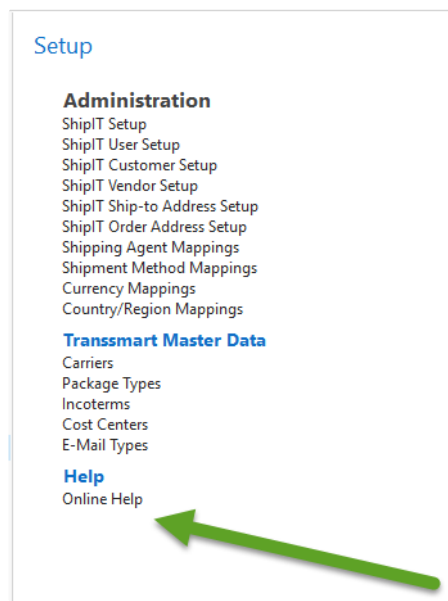 Setup
Administration
ShipIT Setup
ShipIT User Setup
ShipIT Customer Setup
ShipIT Vendor Setup
ShipIT Ship-to Address Setup
ShipIT Order Address Setup
Shipping Agent Mappings
Shipment Method Mappings
Currency Mappings
Country/Region Mappings
Transsmart Master Data
Carriers
Package Types
Incoterms
Cost Centers
E-Mail Types
Help
Online Help